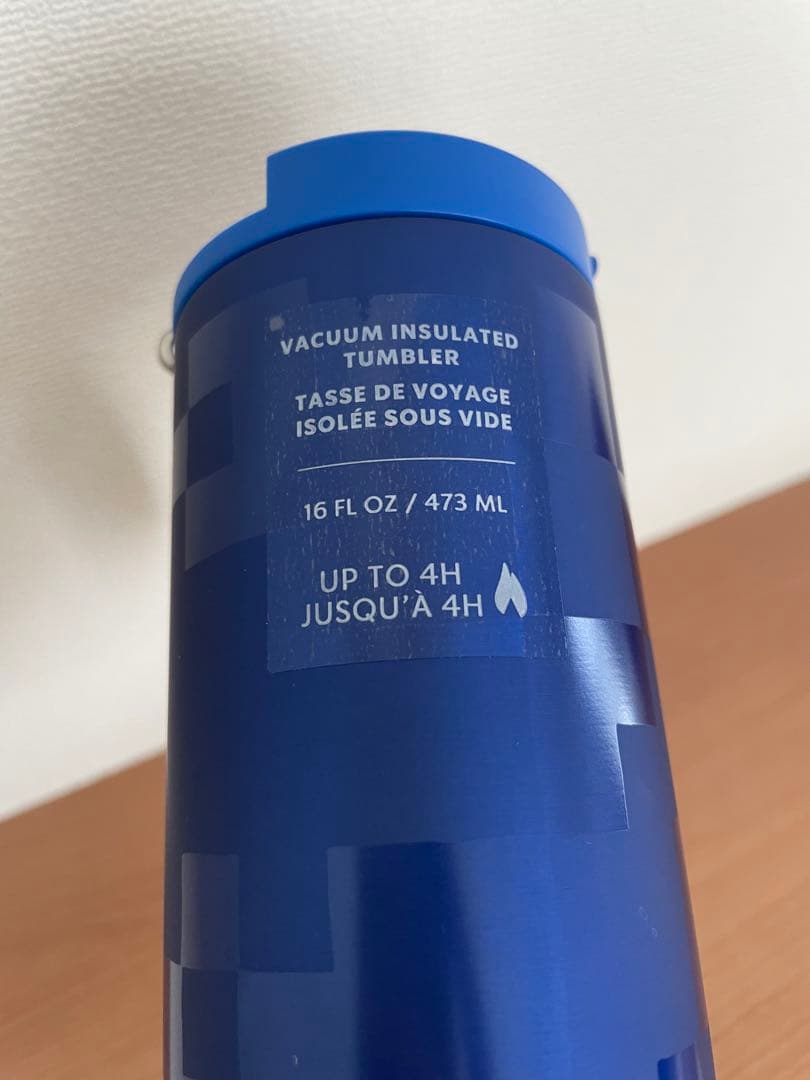 VACUUM INSULATED
TUMBLER
TASSE DE VOYAGE
ISOLÉE SOUS VIDE
16 FL OZ / 473 ML
UP TO 4H
JUSQU'À 4H